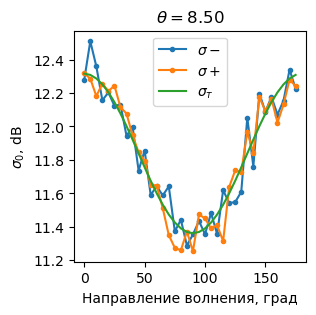 θ = 8.50
σ−
σ+
σ_T
σ₀, dB
12.4
12.2
12.0
11.8
11.6
11.4
11.2
0
50
100
150
Направление волнения, град